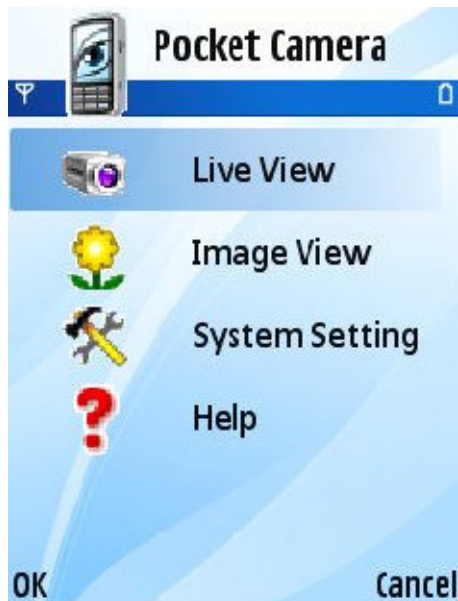 Pocket Camera
Live View
Image View
System Setting
Help
OK Cancel